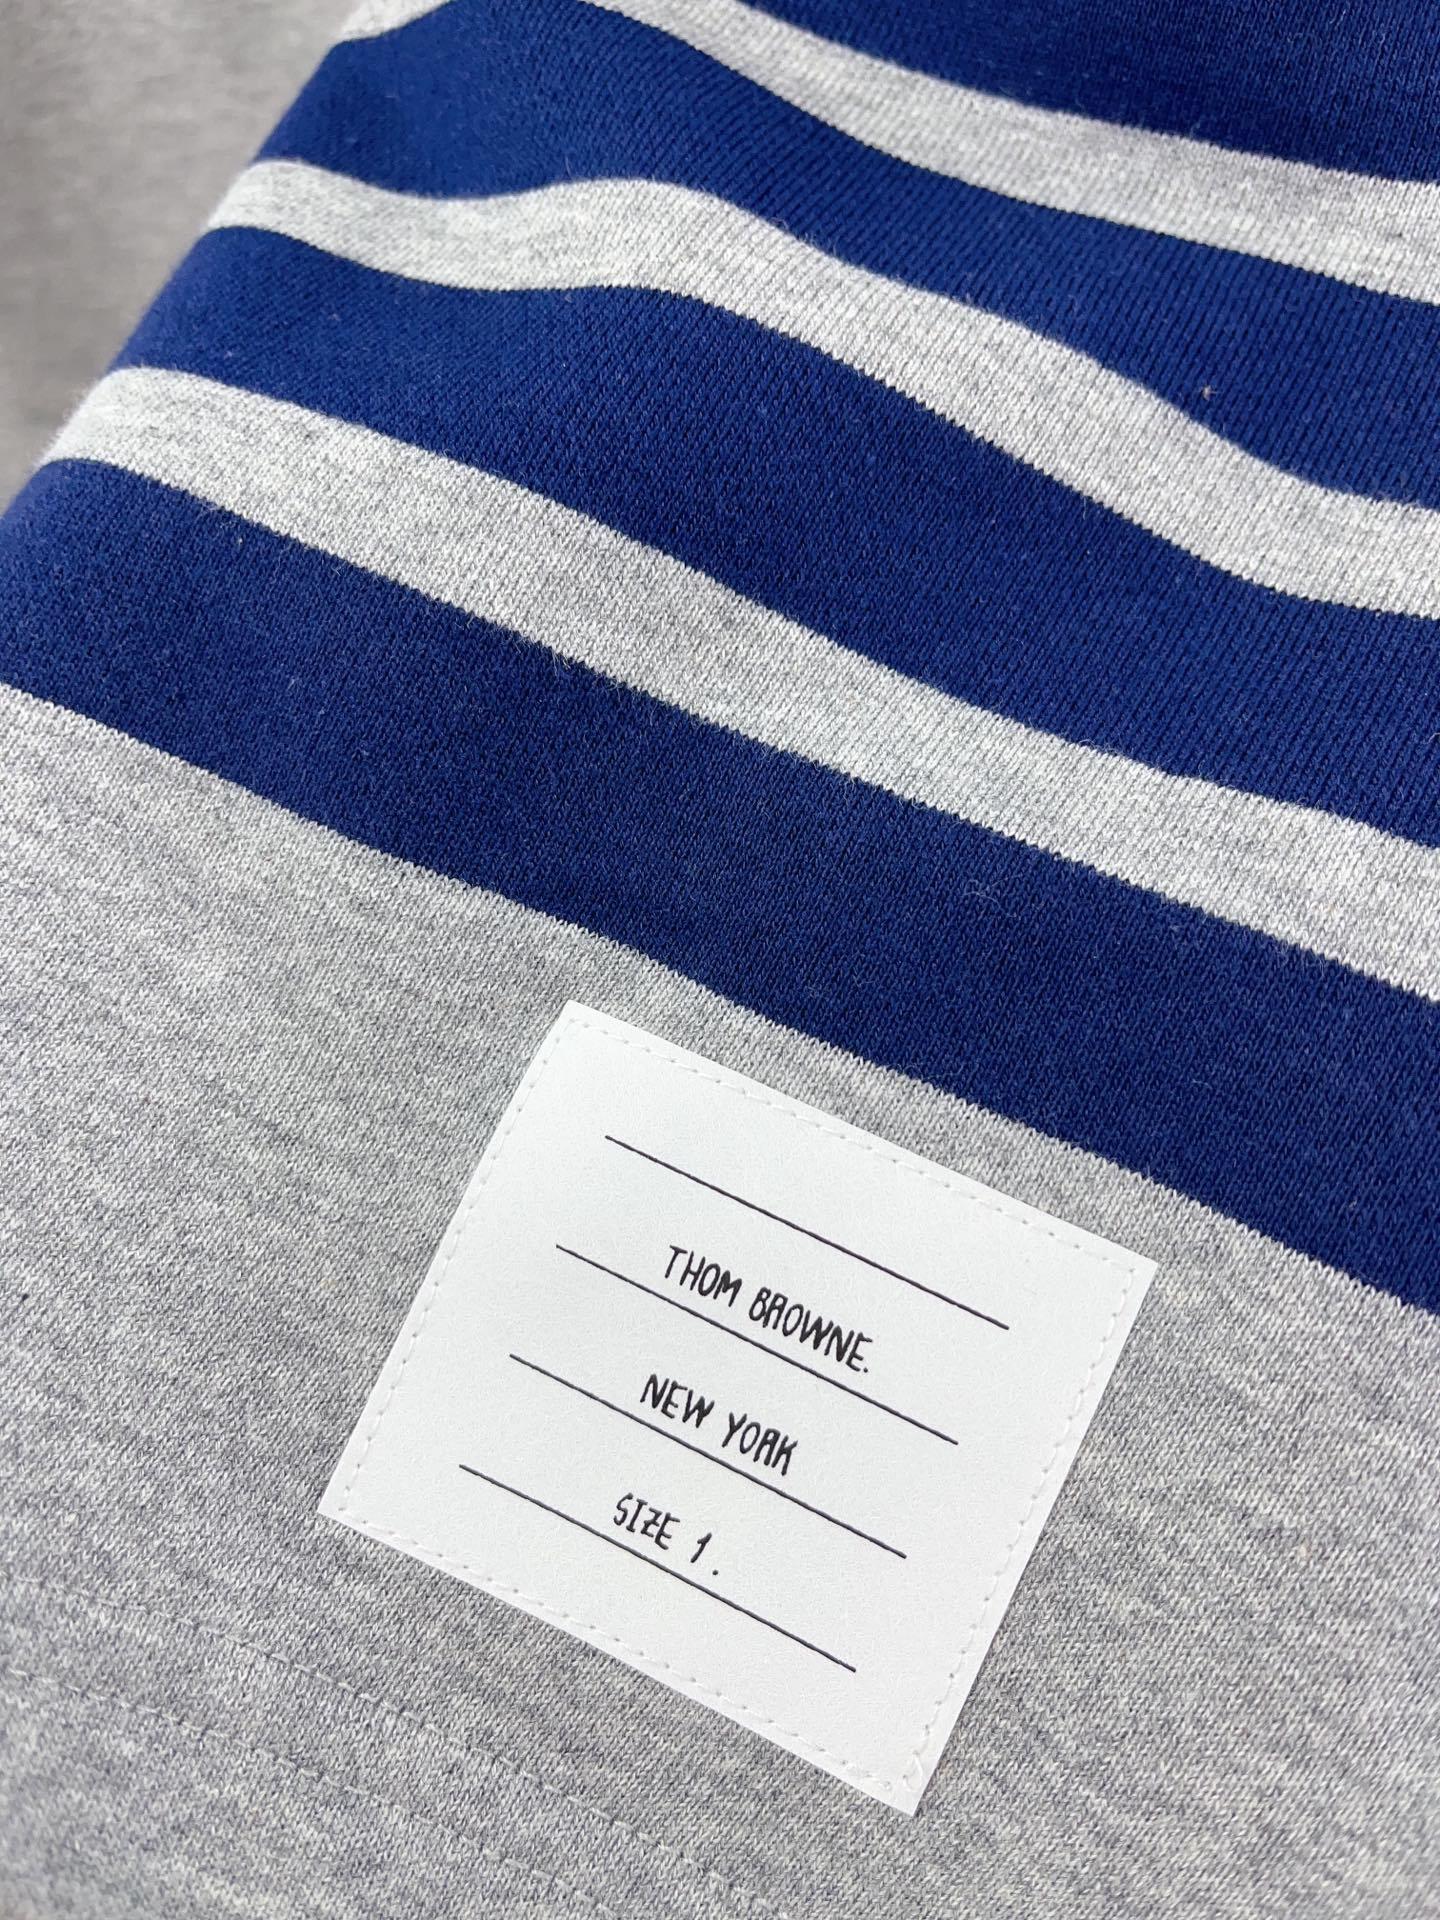 THOM BROWNE.
NEW YORK
SIZE 1.